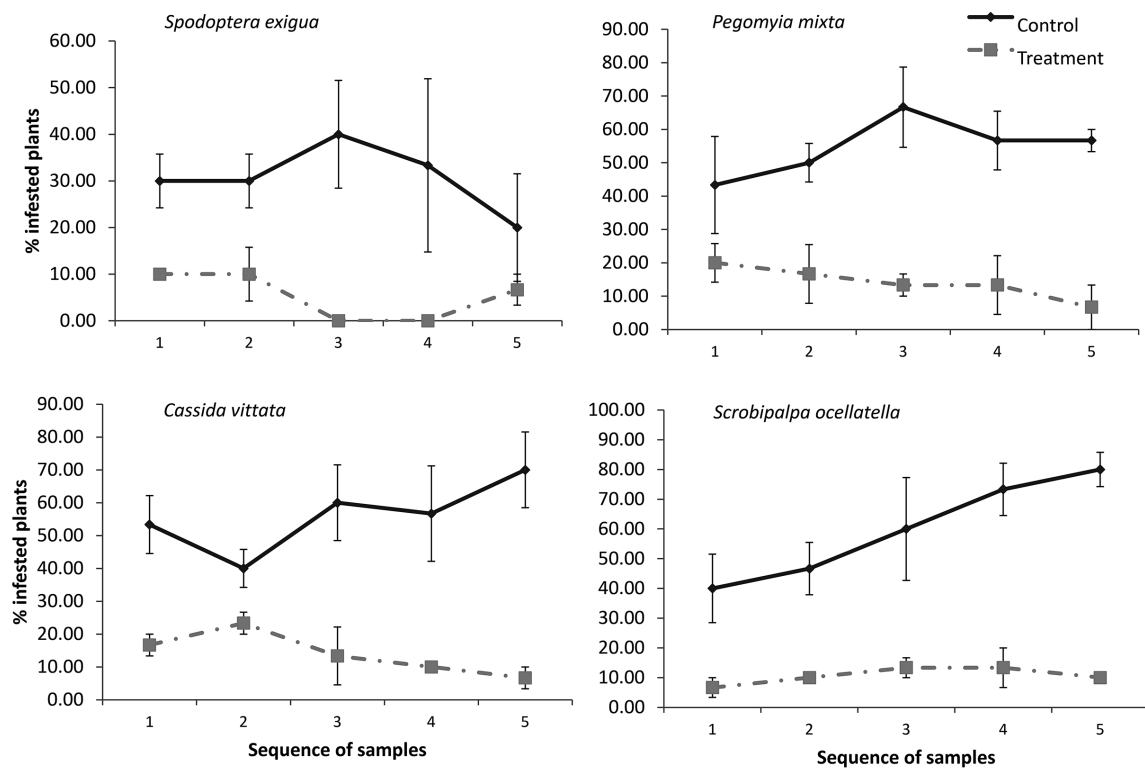 Spodoptera exigua
60.00
50.00
40.00
30.00
20.00
10.00
0.00
% infested plants
1 2 3 4 5
Pegomyia mixta
Control
Treatment
90.00
80.00
70.00
60.00
50.00
40.00
30.00
20.00
10.00
0.00
1 2 3 4 5
Cassida vittata
90.00
80.00
70.00
60.00
50.00
40.00
30.00
20.00
10.00
0.00
% infested plants
1 2 3 4 5
Sequence of samples
Scrobipalpa ocellatella
100.00
90.00
80.00
70.00
60.00
50.00
40.00
30.00
20.00
10.00
0.00
1 2 3 4 5
Sequence of samples